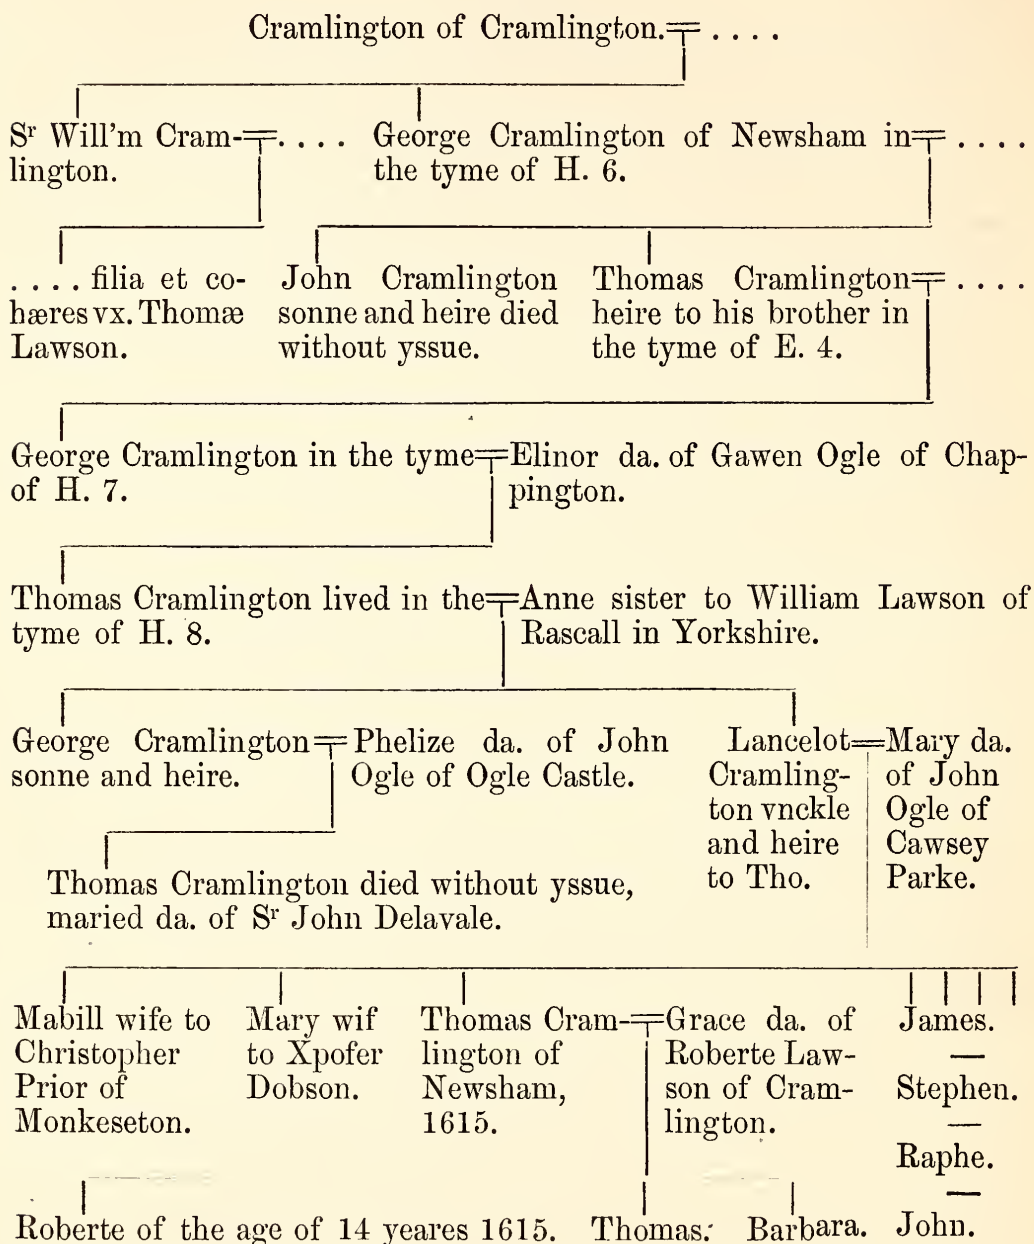 Cramlington of Cramlington. . . . .
Sr Will'm Cram-
lington.
. . . .
George Cramlington of Newsham in
the tyme of H. 6.
. . . .
. . . . filia et co-
hæres vx. Thomæ
Lawson.
John Cramlington
sonne and heire died
without yssue.
Thomas Cramlington
heire to his brother in
the tyme of E. 4.
. . . .
George Cramlington in the tyme
of H. 7.
Elinor da. of Gawen Ogle of Chap-
pington.
Thomas Cramlington lived in the
tyme of H. 8.
Anne sister to William Lawson of
Rascall in Yorkshire.
George Cramlington
sonne and heire.
Phelize da. of John
Ogle of Ogle Castle.
Lancelot
Cramling-
ton vnckle
and heire
to Tho.
Mary da.
of John
Ogle of
Cawsey
Parke.
Thomas Cramlington died without yssue,
maried da. of Sr John Delavale.
Mabill wife to
Christopher
Prior of
Monkeseton.
Mary wif
to Xpofer
Dobson.
Thomas Cram-
lington of
Newsham,
1615.
Grace da. of
Roberte Law-
son of Cram-
lington.
James.
—
Stephen.
—
Raphe.
—
John.
Roberte of the age of 14 yeares 1615.
Thomas.
Barbara.